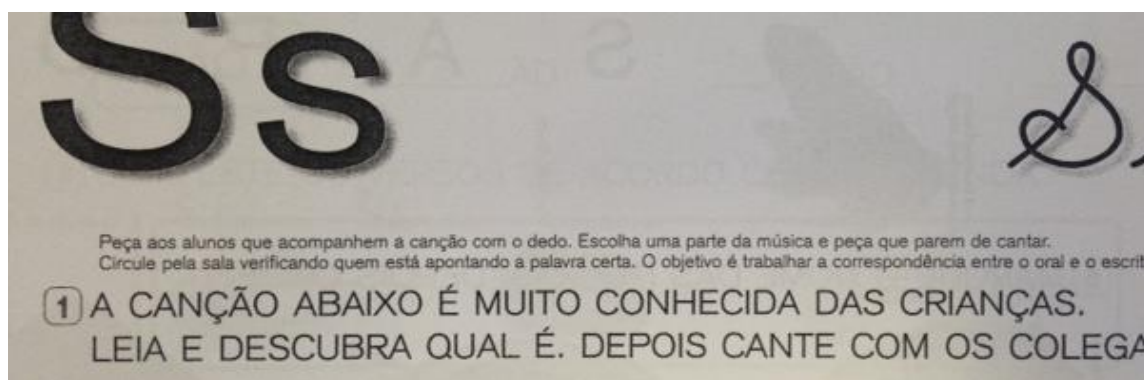 Ss S
Peça aos alunos que acompanhem a canção com o dedo. Escolha uma parte da música e peça que parem de cantar.
Circule pela sala verificando quem está apontando a palavra certa. O objetivo é trabalhar a correspondência entre o oral e o escrit
1 A CANÇÃO ABAIXO É MUITO CONHECIDA DAS CRIANÇAS.
LEIA E DESCUBRA QUAL É. DEPOIS CANTE COM OS COLEGA